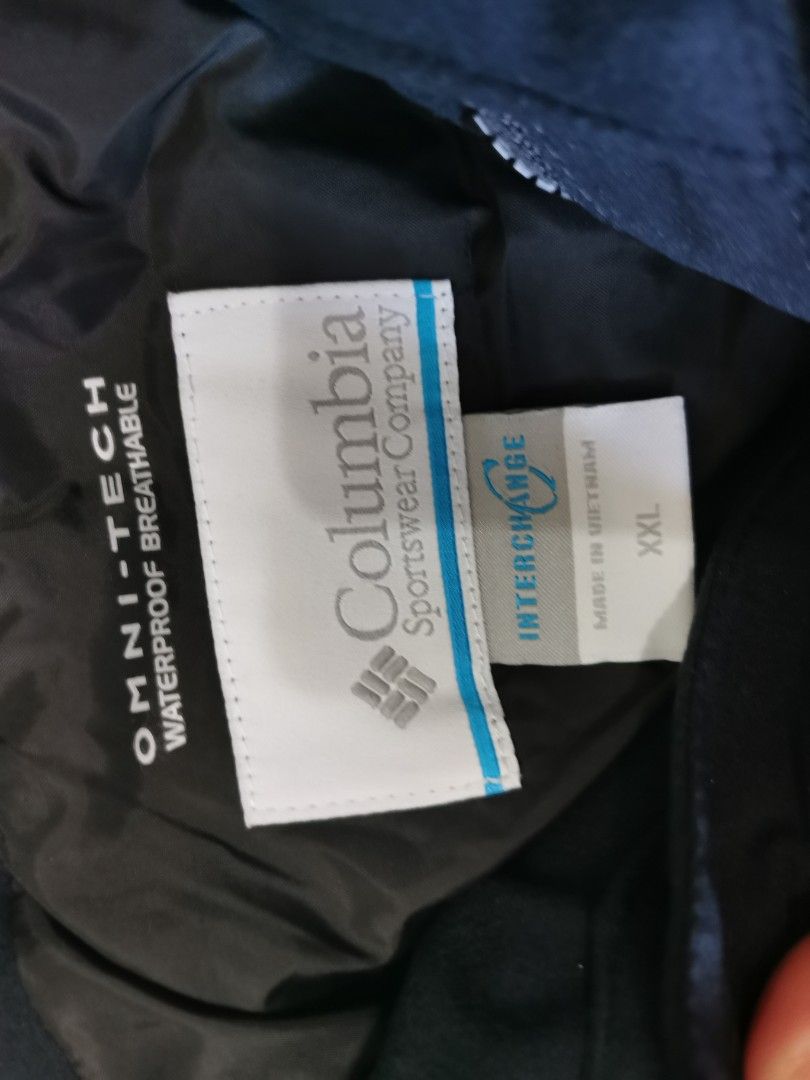 OMNI-TECH
WATERPROOF BREATHABLE
Columbia
Sportswear Company
INTERCHANGE
MADE IN VIETNAM
XXL